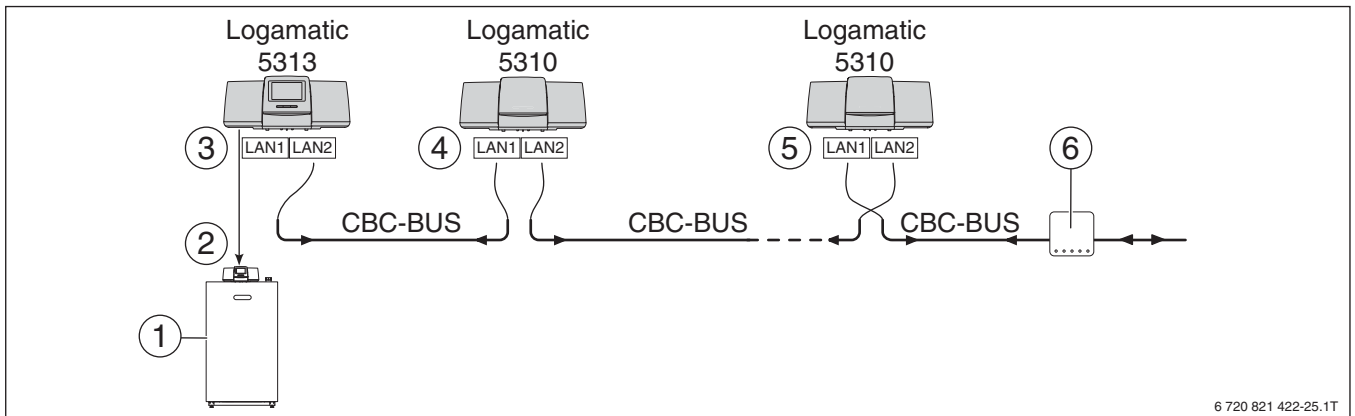 Logamatic
5313
Logamatic
5310
Logamatic
5310
3
LAN1 LAN2
4
LAN1 LAN2
5
LAN1 LAN2
6
CBC-BUS
CBC-BUS
CBC-BUS
2
1
6 720 821 422-25.1T